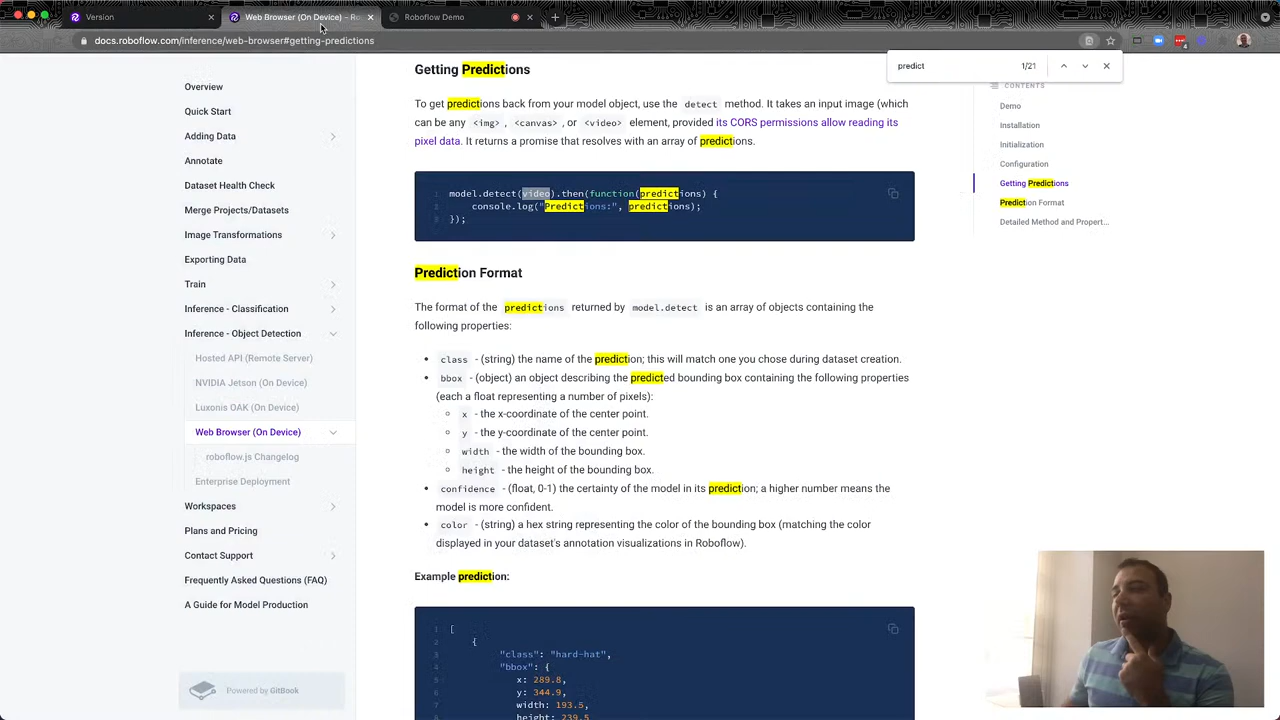 Version
Web Browser (On Device) - Ro
Roboflow Demo
docs.roboflow.com/inference/web-browser#getting-predictions
predict
1/21
Overview
Quick Start
Adding Data
Annotate
Dataset Health Check
Merge Projects/Datasets
Image Transformations
Exporting Data
Train
Inference - Classification
Inference - Object Detection
Hosted API (Remote Server)
NVIDIA Jetson (On Device)
Luxonis OAK (On Device)
Web Browser (On Device)
roboflow.js Changelog
Enterprise Deployment
Workspaces
Plans and Pricing
Contact Support
Frequently Asked Questions (FAQ)
A Guide for Model Production
Powered by GitBook
Getting Predictions
To get predictions back from your model object, use the detect method. It takes an input image (which
can be any <img>, <canvas>, or <video> element, provided its CORS permissions allow reading its
pixel data. It returns a promise that resolves with an array of predictions.
1 model.detect(video).then(function(predictions) {
2 console.log("Predictions:", predictions);
3 });
Prediction Format
The format of the predictions returned by model.detect is an array of objects containing the
following properties:
• class - (string) the name of the prediction; this will match one you chose during dataset creation.
• bbox - (object) an object describing the predicted bounding box containing the following properties
(each a float representing a number of pixels):
x - the x-coordinate of the center point.
y - the y-coordinate of the center point.
width - the width of the bounding box.
height - the height of the bounding box.
• confidence - (float, 0-1) the certainty of the model in its prediction; a higher number means the
model is more confident.
• color - (string) a hex string representing the color of the bounding box (matching the color
displayed in your dataset's annotation visualizations in Roboflow).
Example prediction:
1 [
2 {
3 "class": "hard-hat",
4 "bbox": {
5 x: 289.8,
6 y: 344.9,
7 width: 193.5,
8 height: 239.5
CONTENTS
Demo
Installation
Initialization
Configuration
Getting Predictions
Prediction Format
Detailed Method and Propert...